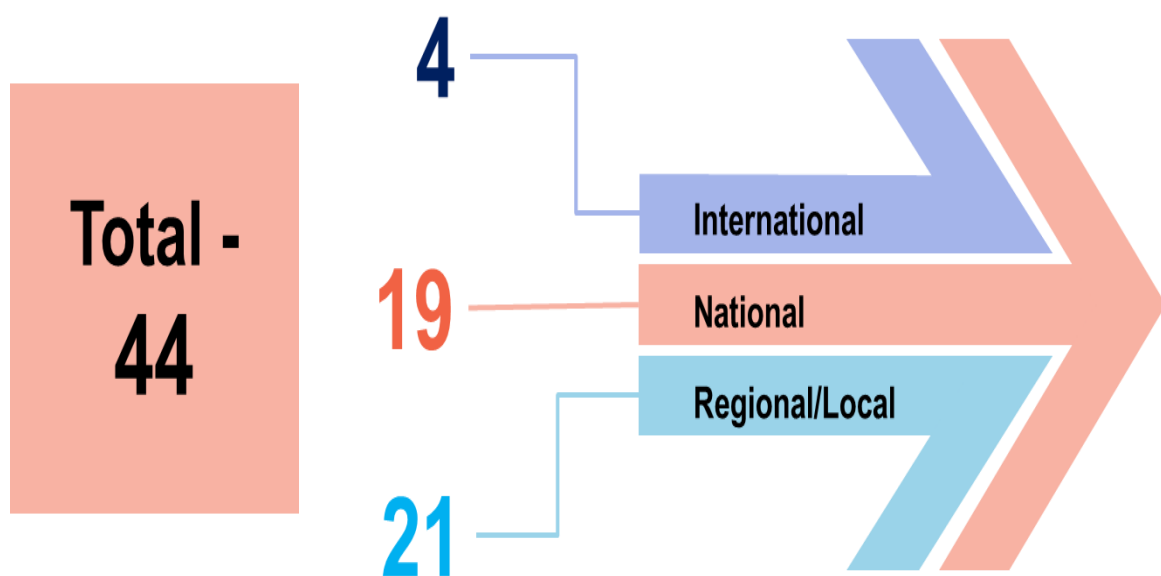 Total -
44
4
International
19
National
Regional/Local
21